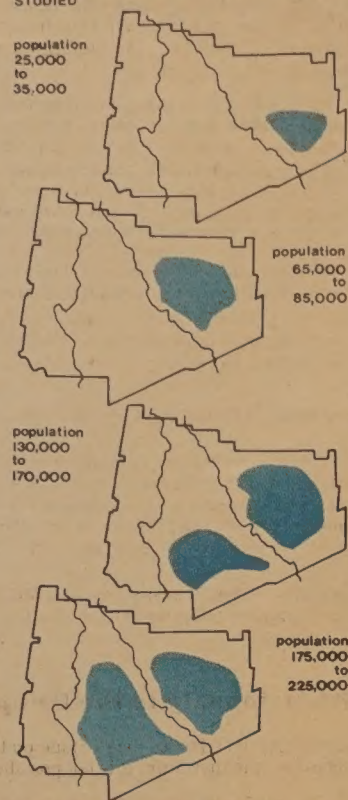 STUDIED
population
25,000
to
35,000
population
65,000
to
85,000
population
130,000
to
170,000
population
175,000
to
225,000